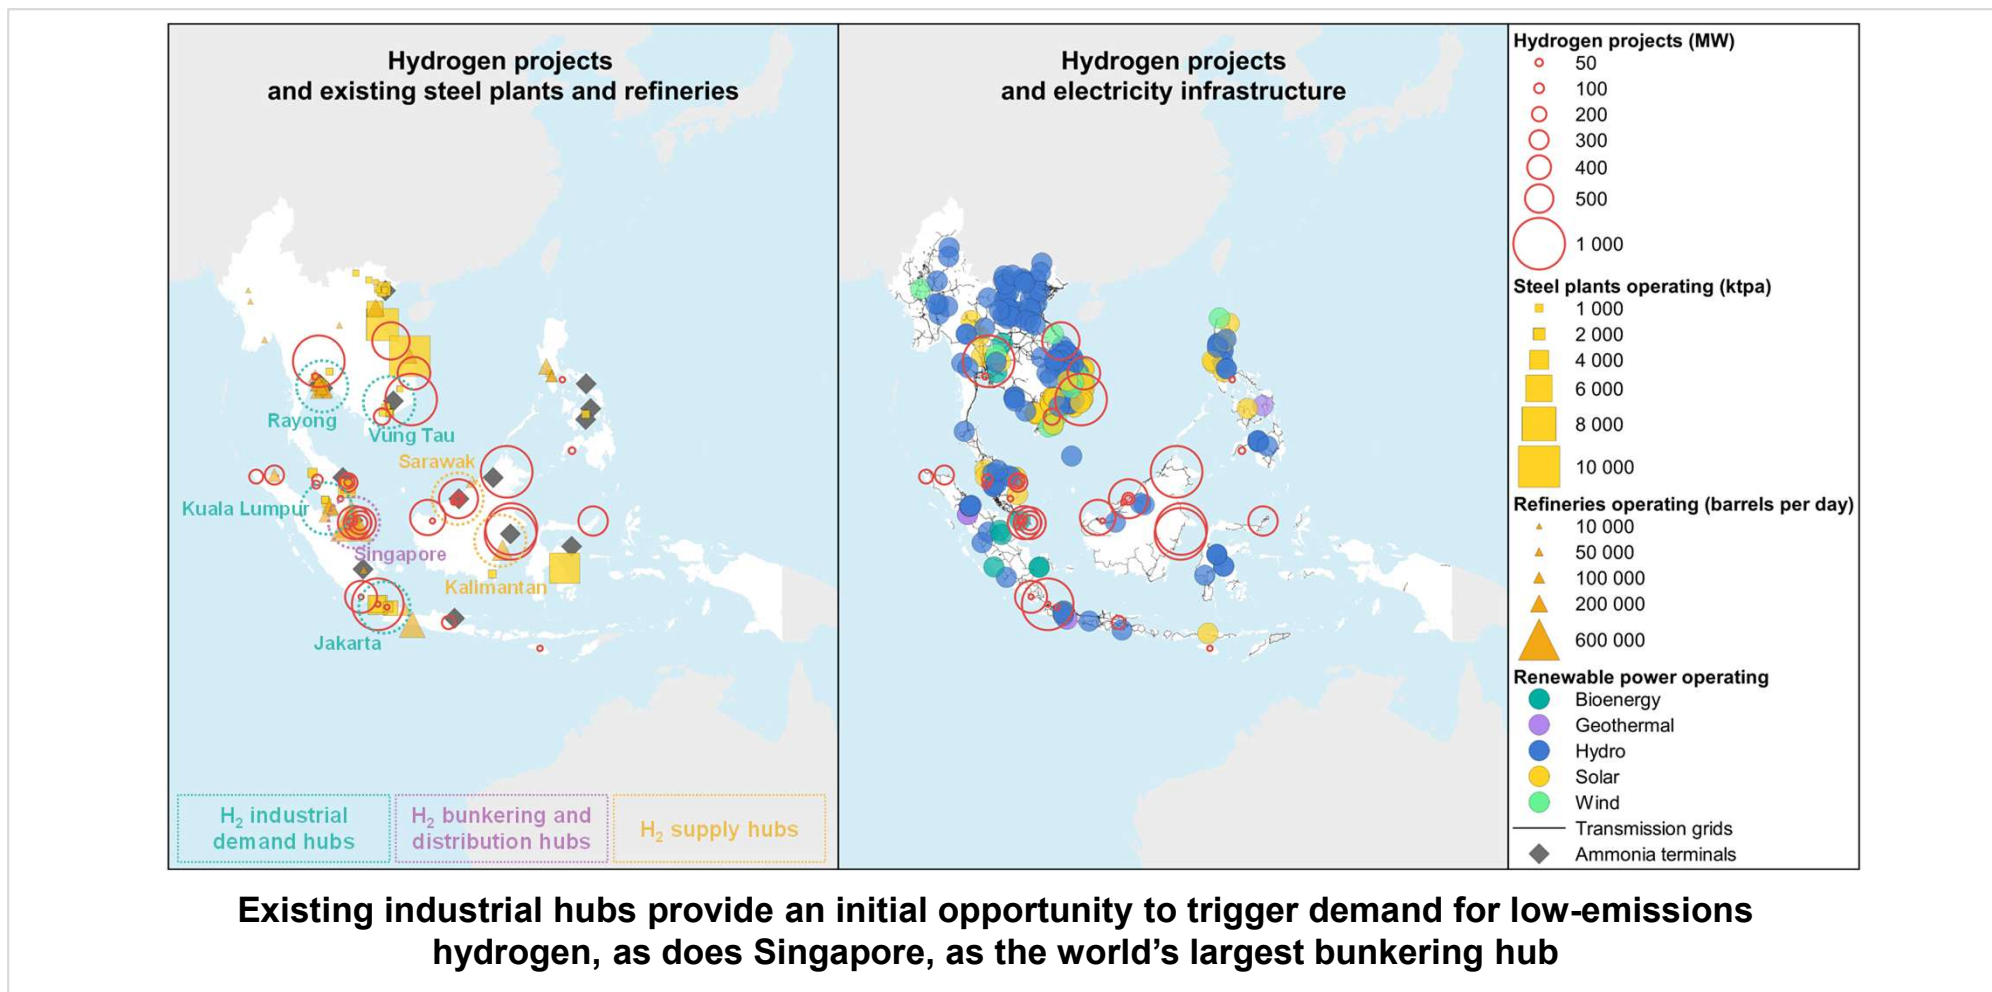 Hydrogen projects
and existing steel plants and refineries
Rayong
Vung Tau
Sarawak
Kuala Lumpur
Singapore
Kalimantan
Jakarta
H₂ industrial
demand hubs
H₂ bunkering and
distribution hubs
H₂ supply hubs
Hydrogen projects
and electricity infrastructure
Hydrogen projects (MW)
50
100
200
300
400
500
1 000
Steel plants operating (ktpa)
1 000
2 000
4 000
6 000
8 000
10 000
Refineries operating (barrels per day)
10 000
50 000
100 000
200 000
600 000
Renewable power operating
Bioenergy
Geothermal
Hydro
Solar
Wind
Transmission grids
Ammonia terminals
Existing industrial hubs provide an initial opportunity to trigger demand for low-emissions
hydrogen, as does Singapore, as the world’s largest bunkering hub